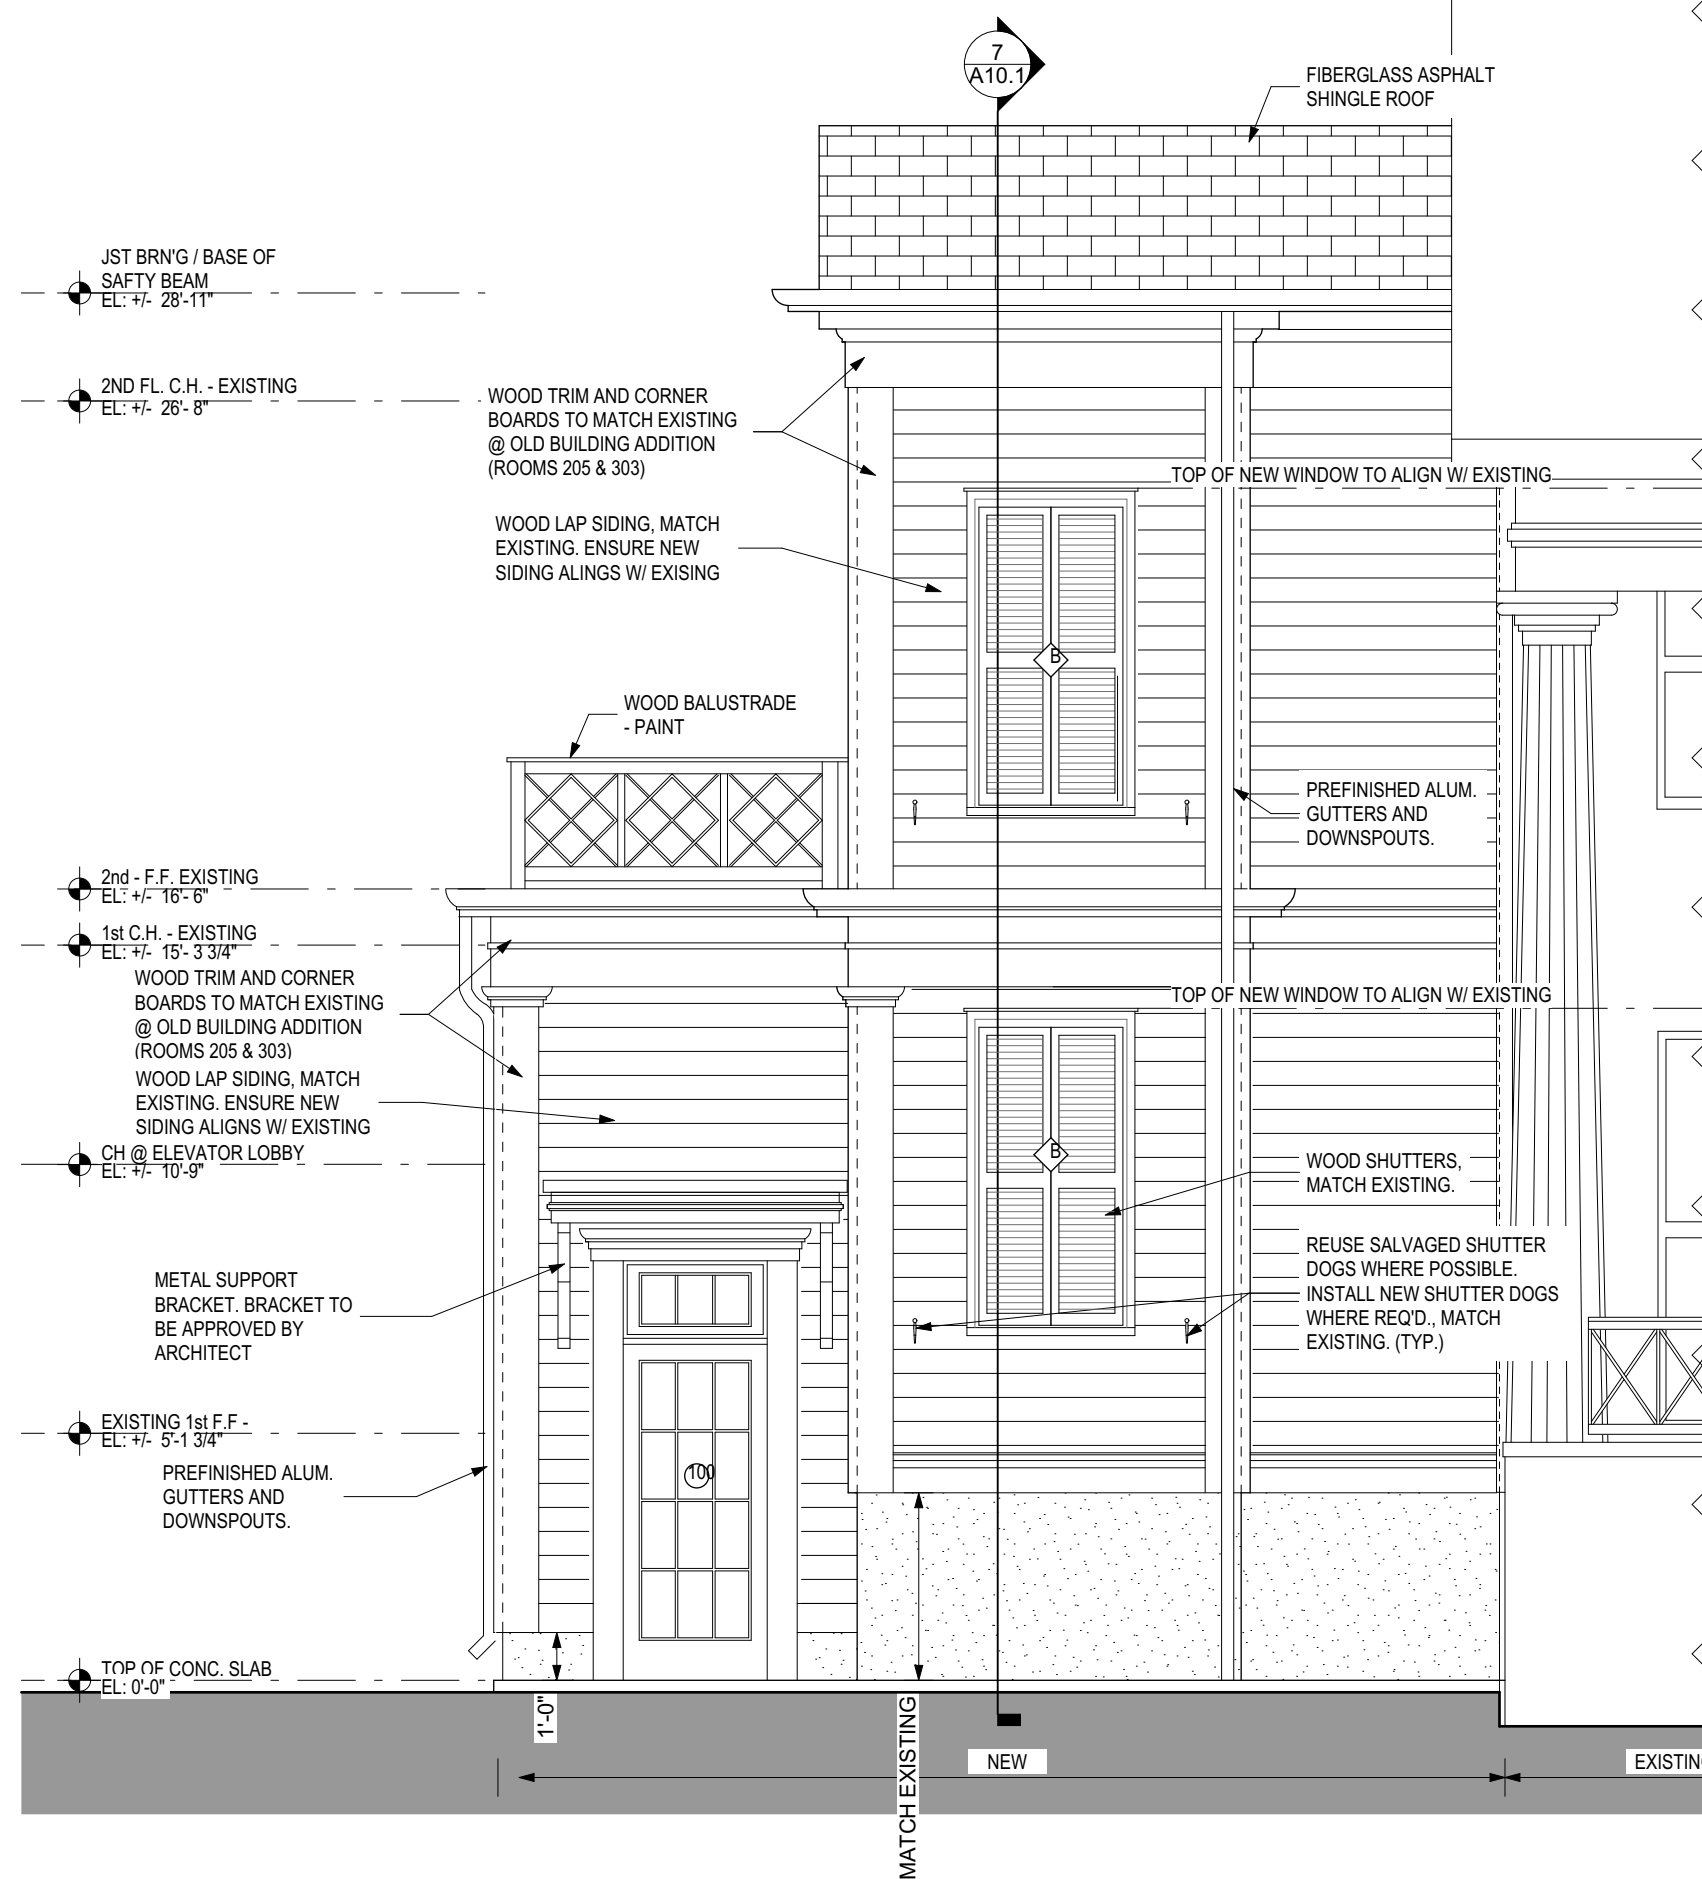 7
A10.1
FIBERGLASS ASPHALT
SHINGLE ROOF
JST BRN'G / BASE OF
SAFTY BEAM
EL: +/- 28'-11"
2ND FL. C.H. - EXISTING
EL: +/- 26'- 8"
WOOD TRIM AND CORNER
BOARDS TO MATCH EXISTING
@ OLD BUILDING ADDITION
(ROOMS 205 & 303)
TOP OF NEW WINDOW TO ALIGN W/ EXISTING
WOOD LAP SIDING, MATCH
EXISTING. ENSURE NEW
SIDING ALINGS W/ EXISING
B
WOOD BALUSTRADE
- PAINT
PREFINISHED ALUM.
GUTTERS AND
DOWNSPOUTS.
2nd - F.F. EXISTING
EL: +/- 16'- 6"
1st C.H. - EXISTING
EL: +/- 15'- 3 3/4"
WOOD TRIM AND CORNER
BOARDS TO MATCH EXISTING
@ OLD BUILDING ADDITION
(ROOMS 205 & 303)
TOP OF NEW WINDOW TO ALIGN W/ EXISTING
WOOD LAP SIDING, MATCH
EXISTING. ENSURE NEW
SIDING ALIGNS W/ EXISTING
CH @ ELEVATOR LOBBY
EL: +/- 10'-9"
B
WOOD SHUTTERS,
MATCH EXISTING.
REUSE SALVAGED SHUTTER
DOGS WHERE POSSIBLE.
INSTALL NEW SHUTTER DOGS
WHERE REQ'D., MATCH
EXISTING. (TYP.)
METAL SUPPORT
BRACKET. BRACKET TO
BE APPROVED BY
ARCHITECT
EXISTING 1st F.F -
EL: +/- 5'-1 3/4"
PREFINISHED ALUM.
GUTTERS AND
DOWNSPOUTS.
100
TOP OF CONC. SLAB
EL: 0'-0"
1'-0"
MATCH EXISTING
NEW
EXISTIN